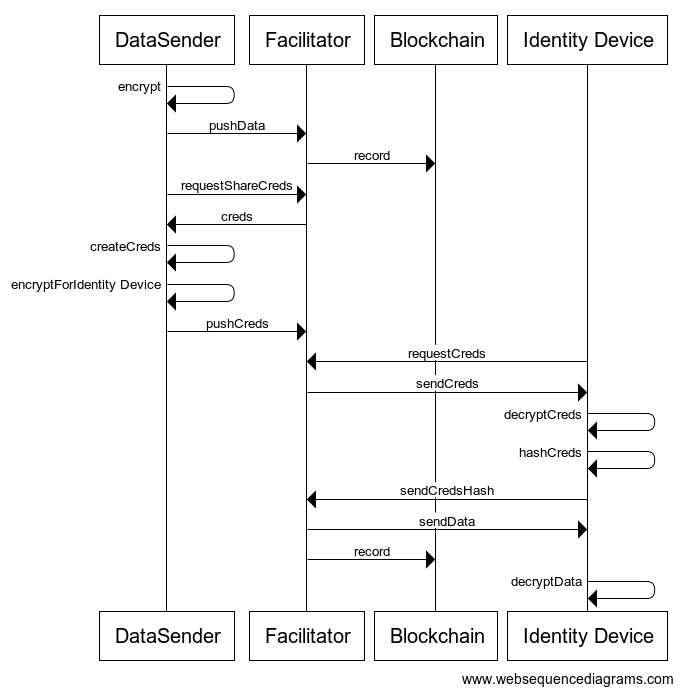 DataSender
Facilitator
Blockchain
Identity Device
encrypt
pushData
record
requestShareCreds
creds
createCreds
encryptForIdentity Device
pushCreds
requestCreds
sendCreds
decryptCreds
hashCreds
sendCredsHash
sendData
record
decryptData
DataSender
Facilitator
Blockchain
Identity Device
www.websequencediagrams.com